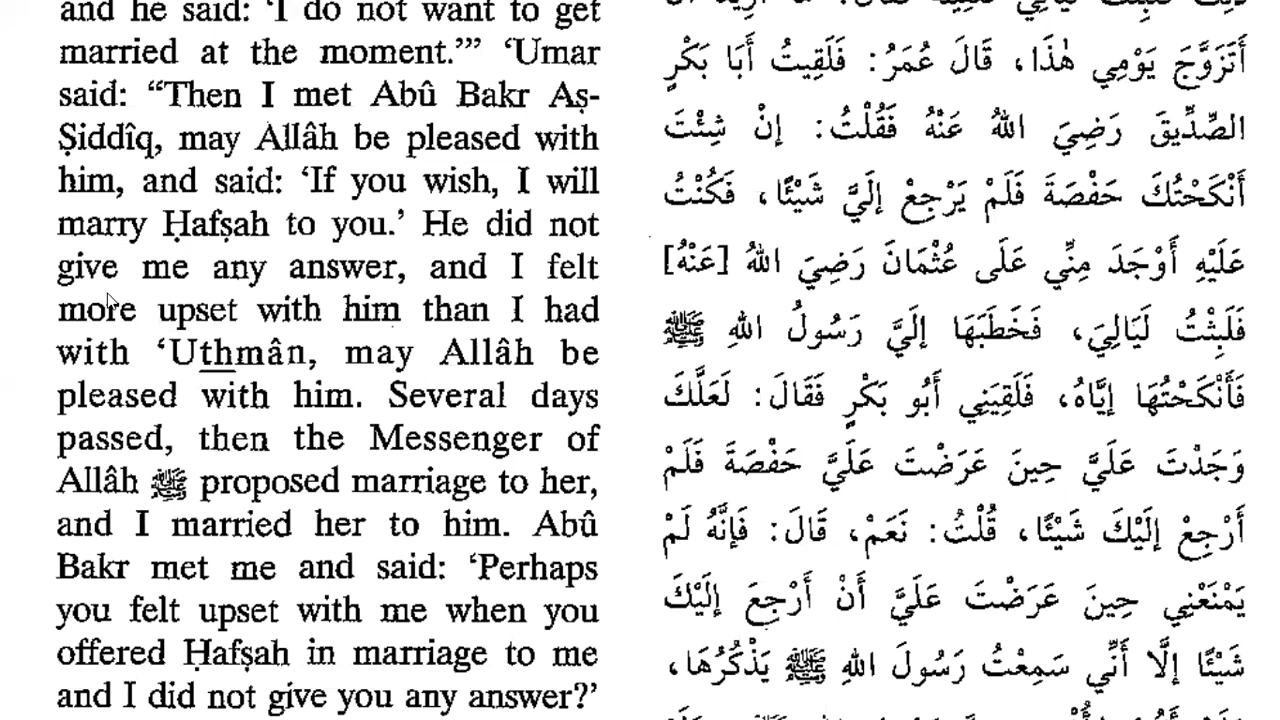 and he said: 'I do not want to get
married at the moment.'" 'Umar
said: "Then I met Abû Bakr Aṣ-
Ṣiddîq, may Allâh be pleased with
him, and said: 'If you wish, I will
marry Ḥafṣah to you.' He did not
give me any answer, and I felt
more upset with him than I had
with 'Uthmân, may Allâh be
pleased with him. Several days
passed, then the Messenger of
Allâh ﷺ proposed marriage to her,
and I married her to him. Abû
Bakr met me and said: 'Perhaps
you felt upset with me when you
offered Ḥafṣah in marriage to me
and I did not give you any answer?'
أَتَزَوَّجَ يَوْمِي هٰذَا، قَالَ عُمَرُ: فَلَقِيتُ أَبَا بَكْرٍ
الصِّدِّيقَ رَضِيَ اللهُ عَنْهُ فَقُلْتُ: إِنْ شِئْتَ
أَنْكَحْتُكَ حَفْصَةَ فَلَمْ يَرْجِعْ إِلَيَّ شَيْئًا، فَكُنْتُ
عَلَيْهِ أَوْجَدَ مِنِّي عَلَى عُثْمَانَ رَضِيَ اللهُ [عَنْهُ]
فَلَبِثْتُ لَيَالِيَ، فَخَطَبَهَا إِلَيَّ رَسُولُ اللهِ ﷺ
فَأَنْكَحْتُهَا إِيَّاهُ، فَلَقِيَنِي أَبُو بَكْرٍ فَقَالَ: لَعَلَّكَ
وَجَدْتَ عَلَيَّ حِينَ عَرَضْتَ عَلَيَّ حَفْصَةَ فَلَمْ
أَرْجِعْ إِلَيْكَ شَيْئًا، قُلْتُ: نَعَمْ، قَالَ: فَإِنَّهُ لَمْ
يَمْنَعْنِي حِينَ عَرَضْتَ عَلَيَّ أَنْ أَرْجِعَ إِلَيْكَ
شَيْئًا إِلَّا أَنِّي سَمِعْتُ رَسُولَ اللهِ ﷺ يَذْكُرُهَا،